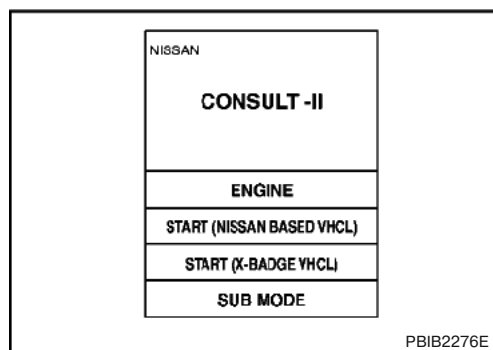 NISSAN
CONSULT -II
ENGINE
START (NISSAN BASED VHCL)
START (X-BADGE VHCL)
SUB MODE
PBIB2276E